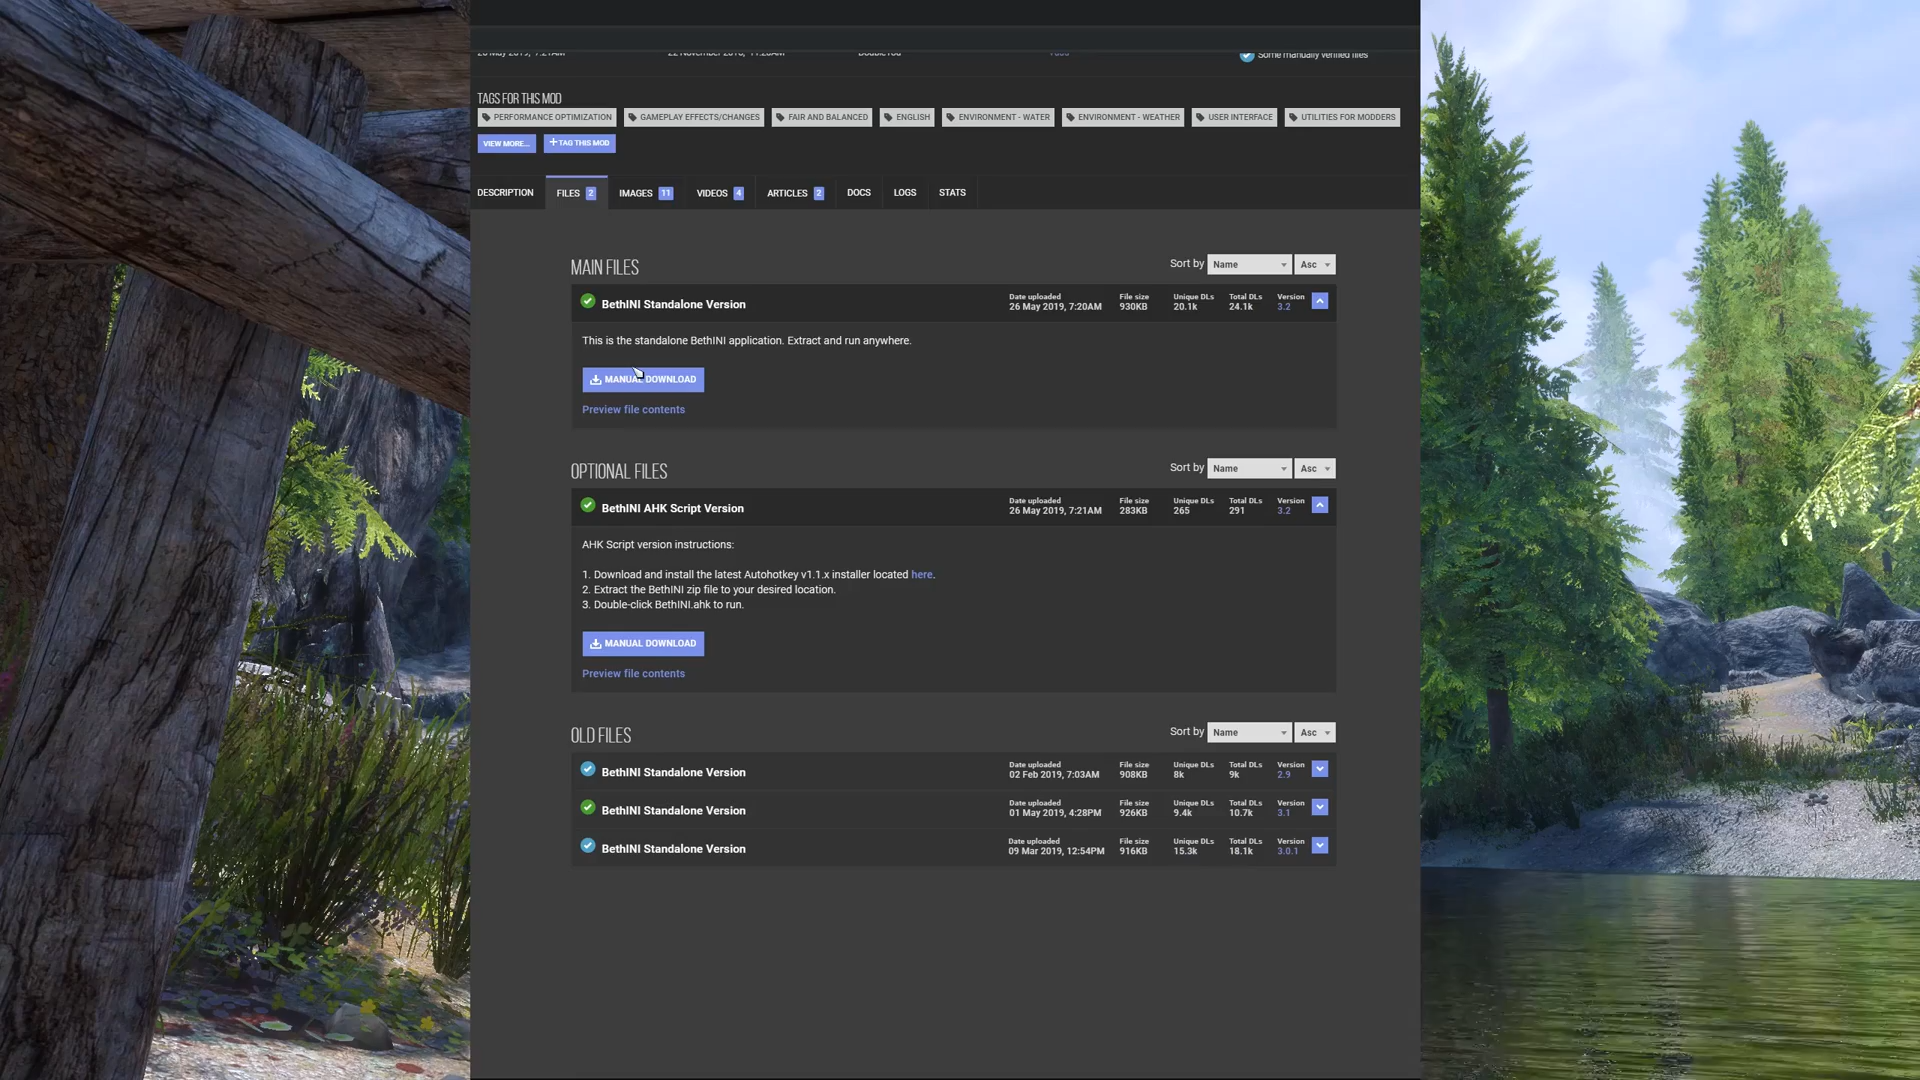 Some manually verified files
TAGS FOR THIS MOD
PERFORMANCE OPTIMIZATION GAMEPLAY EFFECTS/CHANGES FAIR AND BALANCED ENGLISH ENVIRONMENT - WATER ENVIRONMENT - WEATHER USER INTERFACE UTILITIES FOR MODDERS
VIEW MORE... + TAG THIS MOD
DESCRIPTION FILES 2 IMAGES 11 VIDEOS 4 ARTICLES 2 DOCS LOGS STATS
MAIN FILES Sort by Name Asc
BethINI Standalone Version Date uploaded File size Unique DLs Total DLs Version
26 May 2019, 7:20AM 930KB 20.1k 24.1k 3.2
This is the standalone BethINI application. Extract and run anywhere.
MANUAL DOWNLOAD
Preview file contents
OPTIONAL FILES Sort by Name Asc
BethINI AHK Script Version Date uploaded File size Unique DLs Total DLs Version
26 May 2019, 7:21AM 283KB 265 291 3.2
AHK Script version instructions:
1. Download and install the latest Autohotkey v1.1.x installer located here.
2. Extract the BethINI zip file to your desired location.
3. Double-click BethINI.ahk to run.
MANUAL DOWNLOAD
Preview file contents
OLD FILES Sort by Name Asc
BethINI Standalone Version Date uploaded File size Unique DLs Total DLs Version
02 Feb 2019, 7:03AM 908KB 8k 9k 2.9
BethINI Standalone Version Date uploaded File size Unique DLs Total DLs Version
01 May 2019, 4:28PM 926KB 9.4k 10.7k 3.1
BethINI Standalone Version Date uploaded File size Unique DLs Total DLs Version
09 Mar 2019, 12:54PM 916KB 15.3k 18.1k 3.0.1